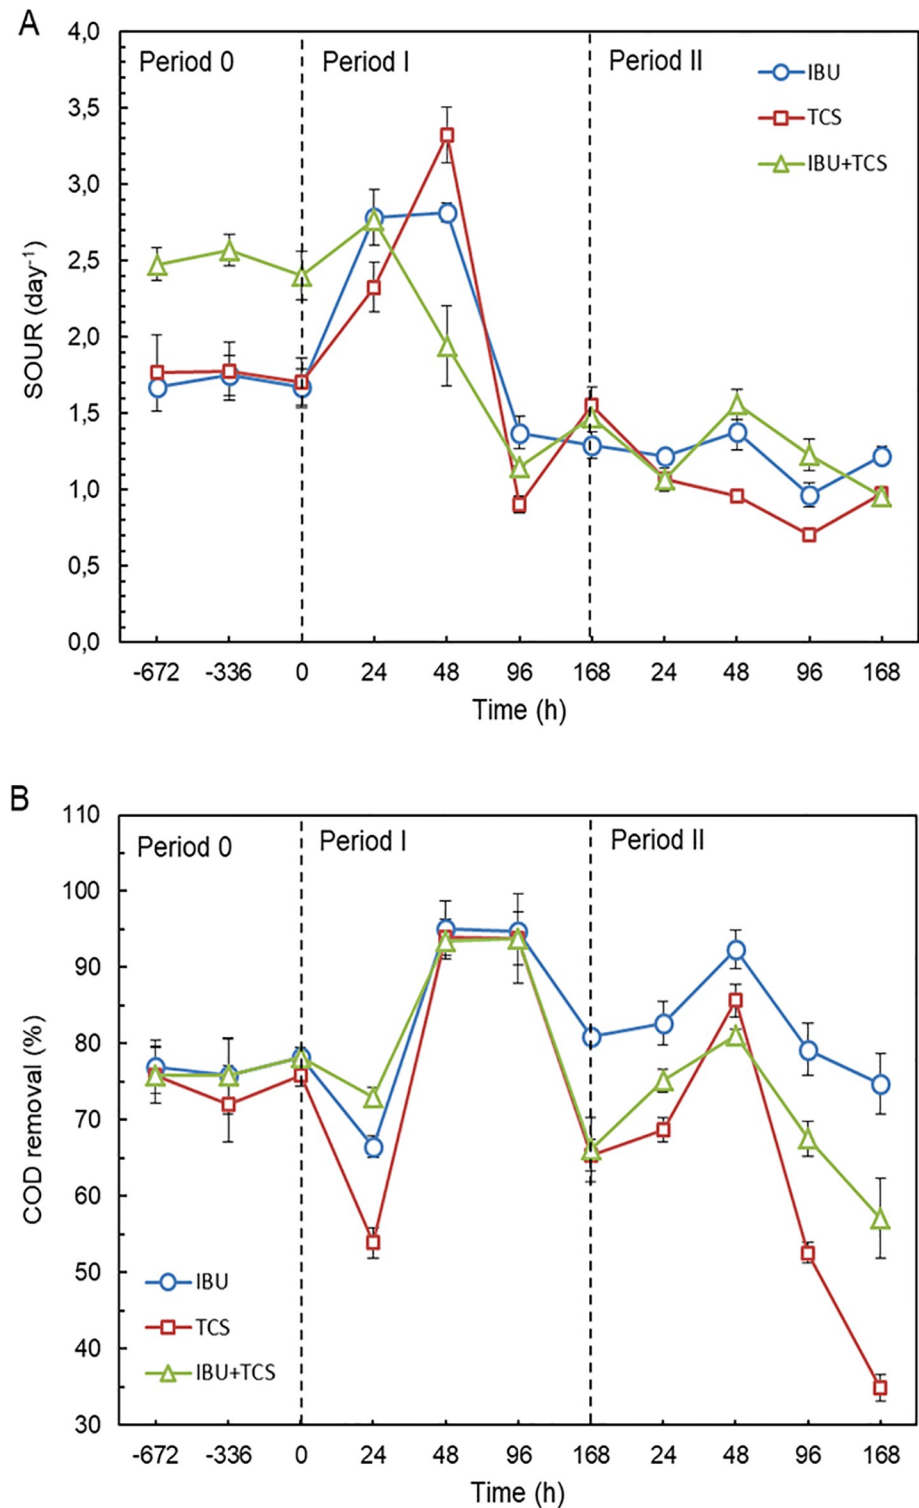 A
Period 0
Period I
Period II
IBU
TCS
IBU+TCS
4,0
3,5
3,0
2,5
2,0
1,5
1,0
0,5
0,0
SOUR (day⁻¹)
-672 -336 0 24 48 96 168 24 48 96 168
Time (h)
B
Period 0
Period I
Period II
110
100
90
80
70
60
50
40
30
COD removal (%)
IBU
TCS
IBU+TCS
-672 -336 0 24 48 96 168 24 48 96 168
Time (h)